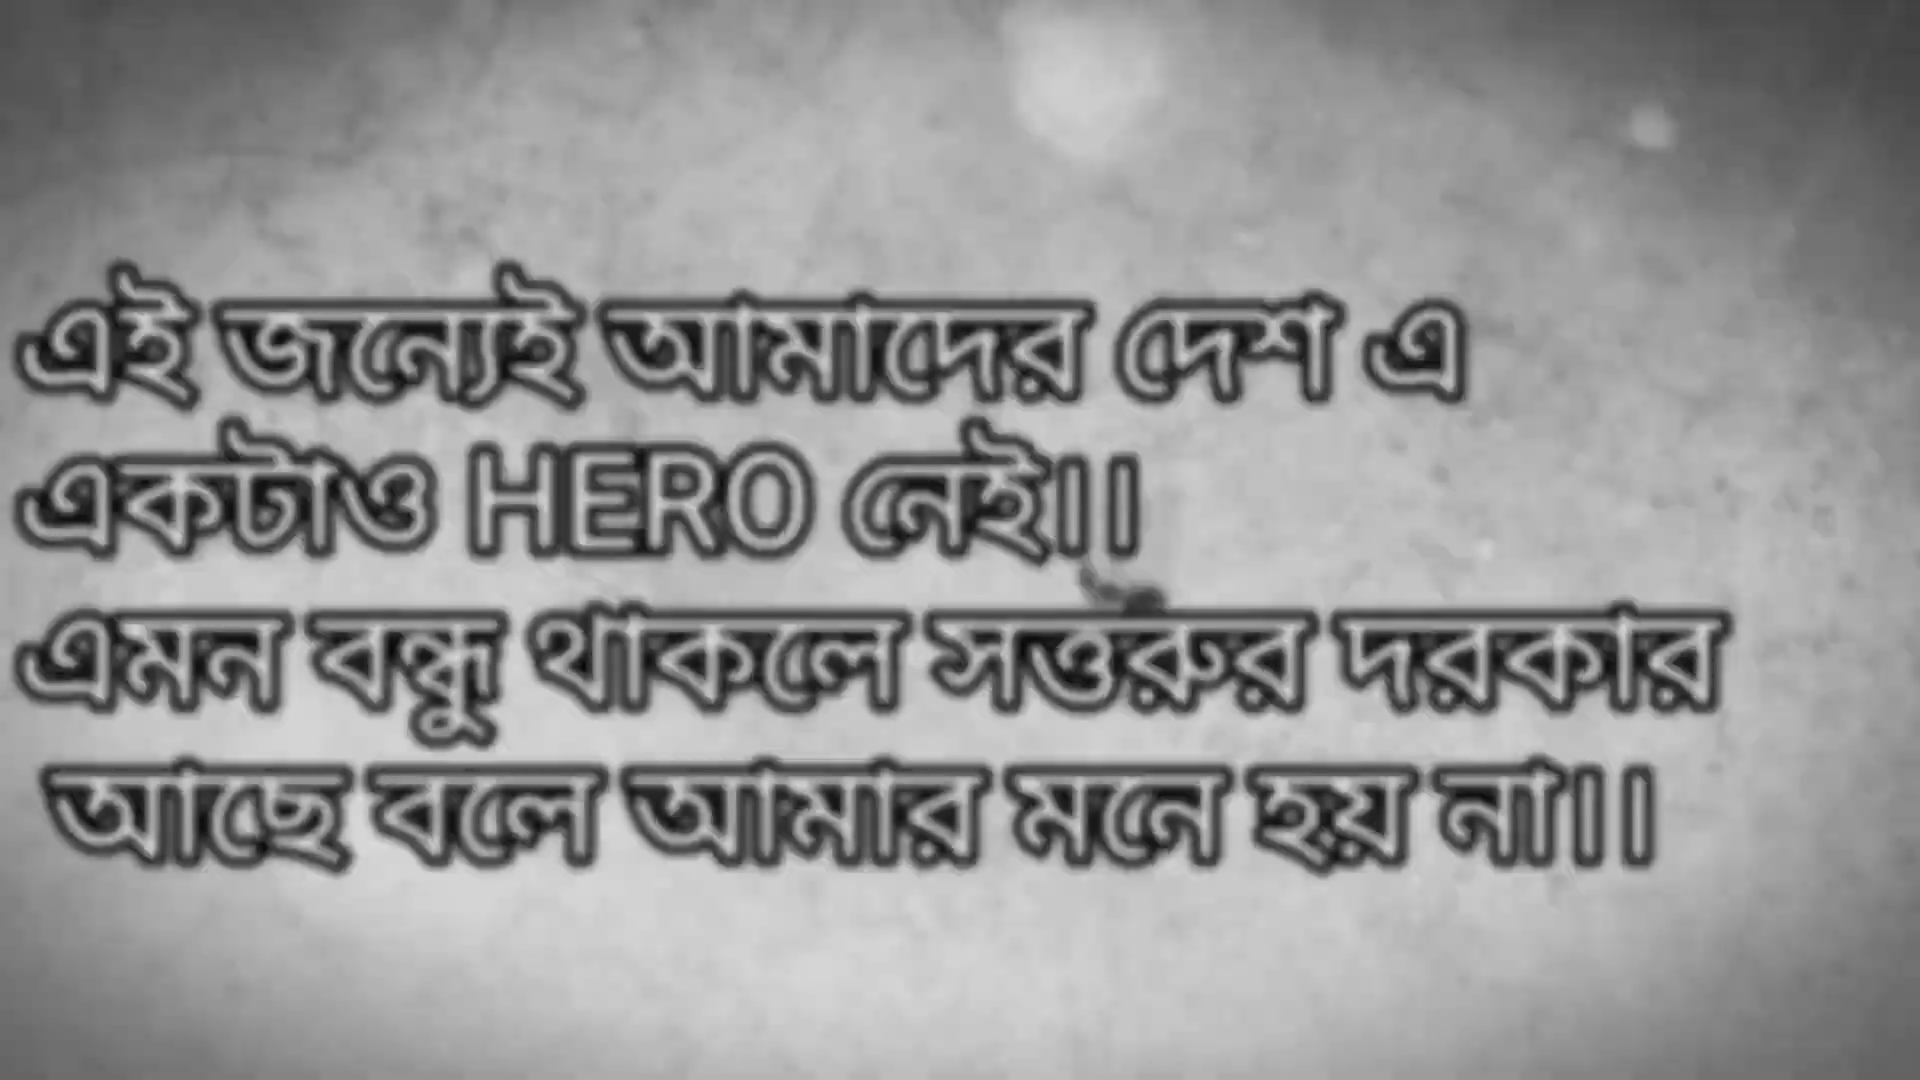 এই জন্যেই আমাদের দেশ এ
একটাও HERO নেই।।
এমন বন্ধু থাকলে সত্তরুর দরকার
আছে বলে আমার মনে হয় না।।